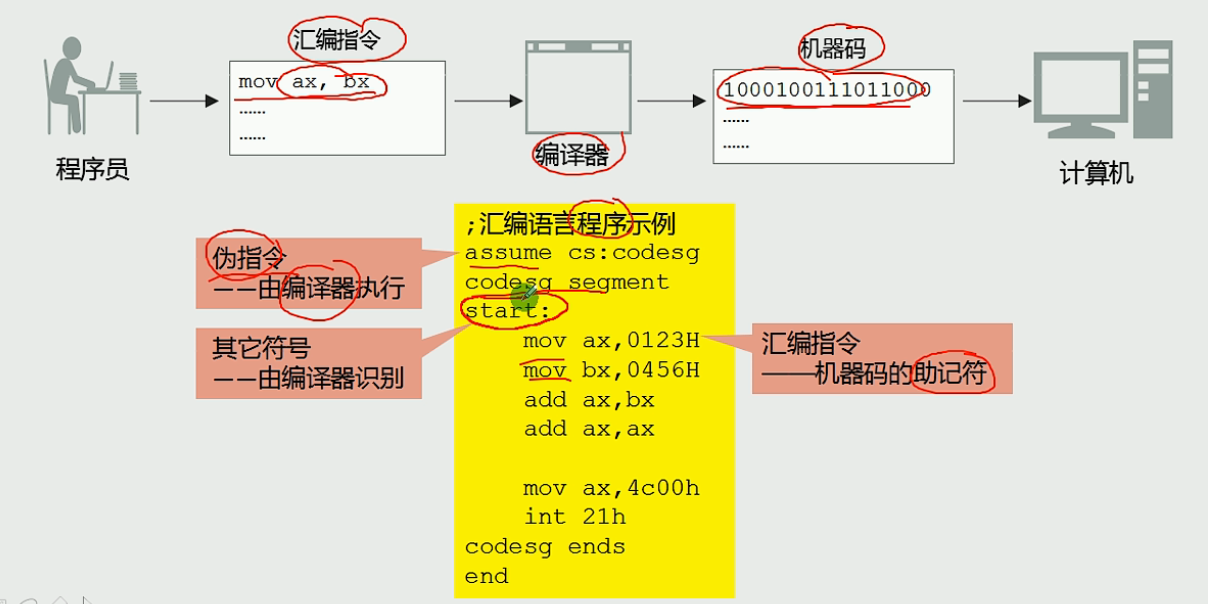 汇编指令
机器码
mov ax, bx
……
……
1000100111011000
……
……
程序员
编译器
计算机
;汇编语言程序示例
assume cs:codesg
codesg segment
start:
mov ax,0123H
mov bx,0456H
add ax,bx
add ax,ax
mov ax,4c00h
int 21h
codesg ends
end
伪指令
——由编译器执行
其它符号
——由编译器识别
汇编指令
——机器码的助记符